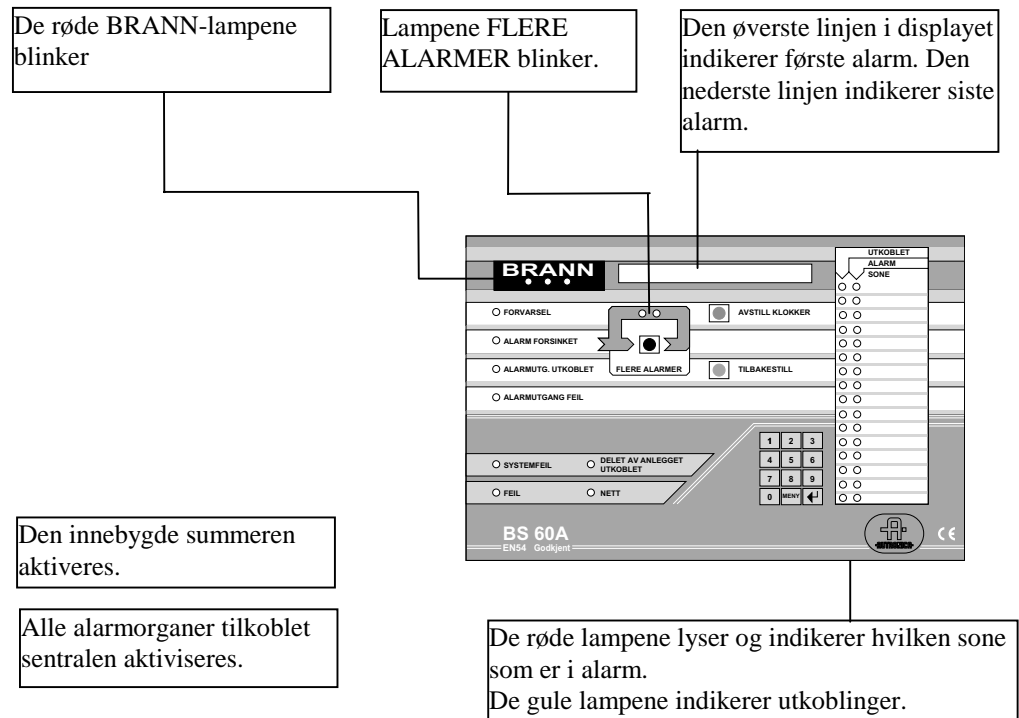 De røde BRANN-lampene
blinker
Lampene FLERE
ALARMER blinker.
Den øverste linjen i displayet
indikerer første alarm. Den
nederste linjen indikerer siste
alarm.
BRANN
UTKOBLET
ALARM
SONE
FORVARSEL
AVSTILL KLOKKER
ALARM FORSINKET
ALARMUTG. UTKOBLET
FLERE ALARMER
TILBAKESTILL
ALARMUTGANG FEIL
1 2 3
4 5 6
7 8 9
0 MENY
SYSTEMFEIL
DELET AV ANLEGGET
UTKOBLET
FEIL
NETT
BS 60A
EN54 Godkjent
AUTRONICA
CE
Den innebygde summeren
aktiveres.
Alle alarmorganer tilkoblet
sentralen aktiviseres.
De røde lampene lyser og indikerer hvilken sone
som er i alarm.
De gule lampene indikerer utkoblinger.